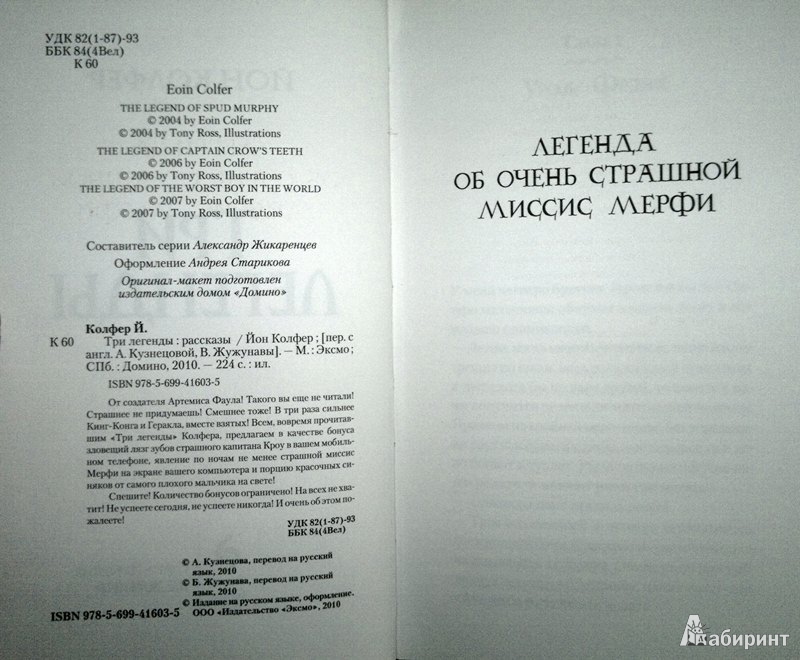 УДК 82(1-87)-93
ББК 84(4Вел)
К 60
Eoin Colfer
THE LEGEND OF SPUD MURPHY
© 2004 by Eoin Colfer
© 2004 by Tony Ross, Illustrations
THE LEGEND OF CAPTAIN CROW'S TEETH
© 2006 by Eoin Colfer
© 2006 by Tony Ross, Illustrations
THE LEGEND OF THE WORST BOY IN THE WORLD
© 2007 by Eoin Colfer
© 2007 by Tony Ross, Illustrations
Составитель серии Александр Жикаренцев
Оформление Андрея Старикова
Оригинал-макет подготовлен
издательским домом «Домино»
Колфер Й.
К 60 Три легенды : рассказы / Йон Колфер ; [пер. с
англ. А. Кузнецовой, В. Жужунавы]. — М. : Эксмо ;
СПб. : Домино, 2010. — 224 с. : ил.
ISBN 978-5-699-41603-5
От создателя Артемиса Фаула! Такого вы еще не читали!
Страшнее не придумаешь! Смешнее тоже! В три раза сильнее
Кинг-Конга и Геракла, вместе взятых! Всем, вовремя прочитав-
шим «Три легенды» Колфера, предлагаем в качестве бонуса
зловещий лязг зубов страшного капитана Кроу в вашем мобиль-
ном телефоне, явление по ночам не менее страшной миссис
Мерфи на экране вашего компьютера и порцию красочных си-
няков от самого плохого мальчика на свете!
Спешите! Количество бонусов ограничено! На всех не хва-
тит! Не успеете сегодня, не успеете никогда! И очень об этом по-
жалеете!
УДК 82(1-87)-93
ББК 84(4Вел)
© А. Кузнецова, перевод на русский
язык, 2010
© Б. Жужунава, перевод на русский
язык, 2010
© Издание на русском языке, оформление.
ООО «Издательство «Эксмо», 2010
ISBN 978-5-699-41603-5
ЛЕГЕНДА
ОБ ОЧЕНЬ СТРАШНОЙ
МИССИС МЕРФИ
Лабиринт